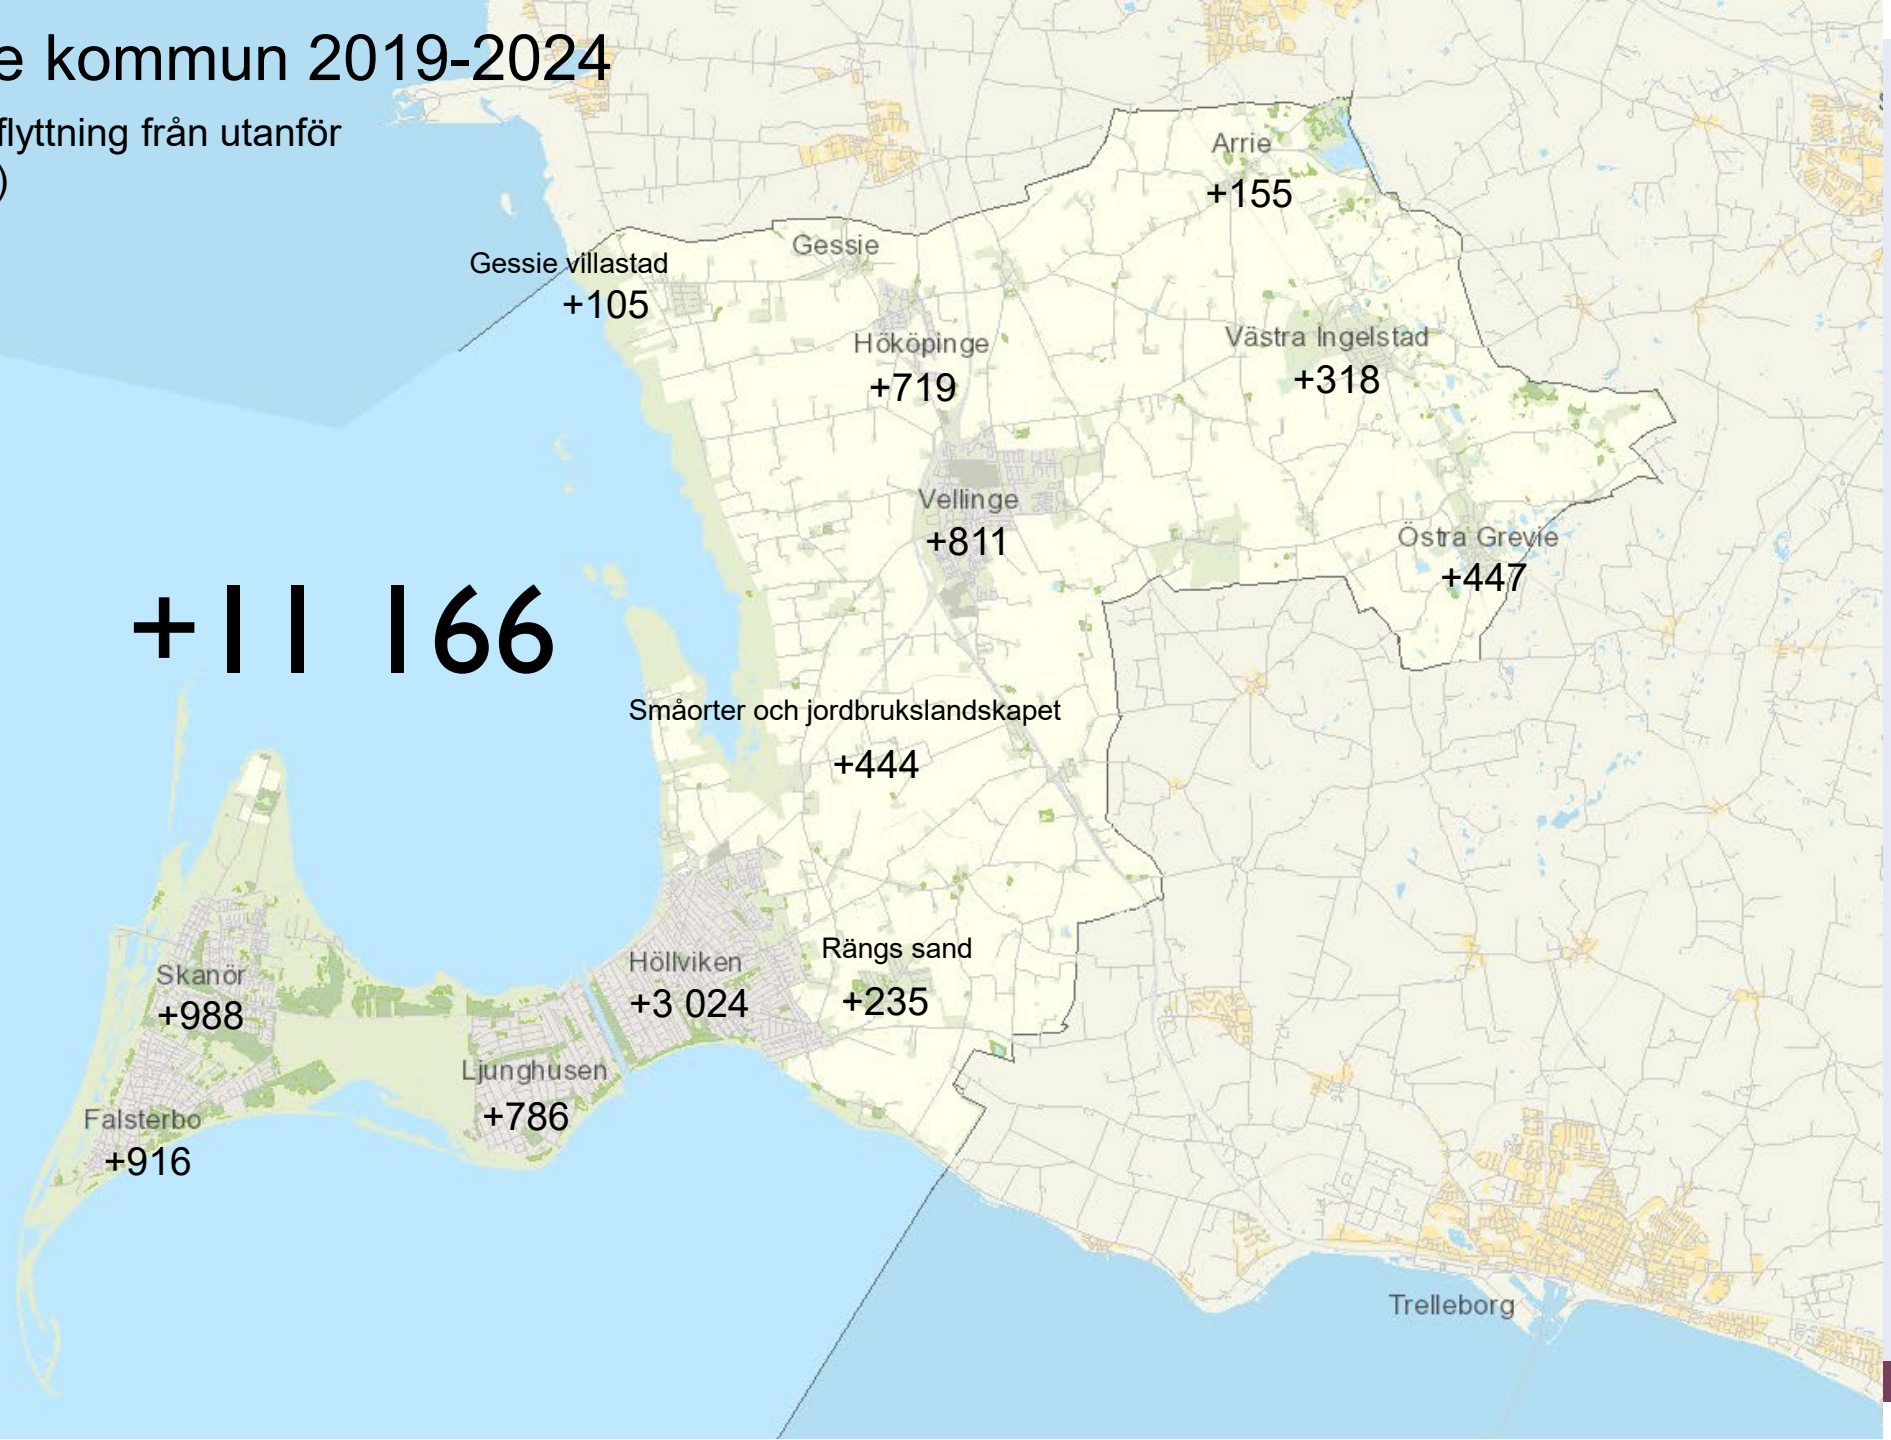 e kommun 2019-2024
flyttning från utanför
)
Arrie
+155
Gessie
Gessie villastad
+105
Hököpinge
+719
Västra Ingelstad
+318
Vellinge
+811
Östra Grevie
+447
+11 166
Småorter och jordbrukslandskapet
+444
Rängs sand
+235
Höllviken
+3 024
Skanör
+988
Ljunghusen
+786
Falsterbo
+916
Trelleborg